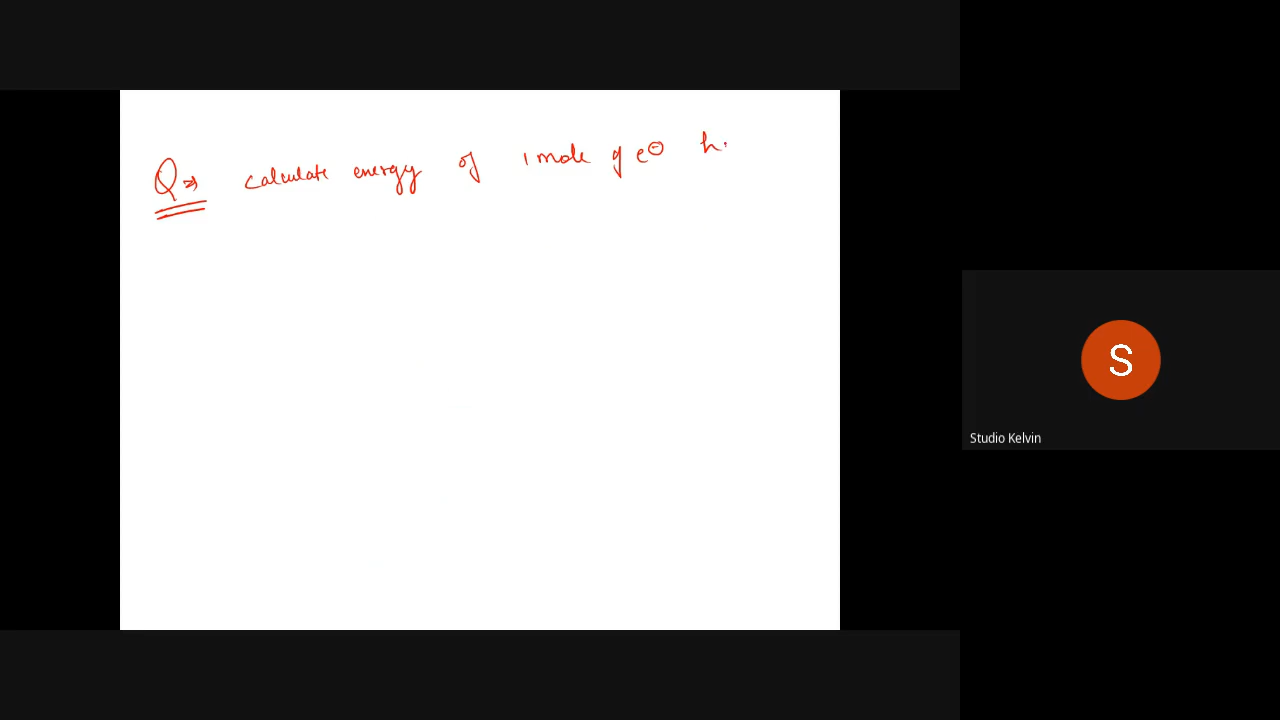 Q⇒ calculate energy of 1 mole of e⊖ h
S
Studio Kelvin